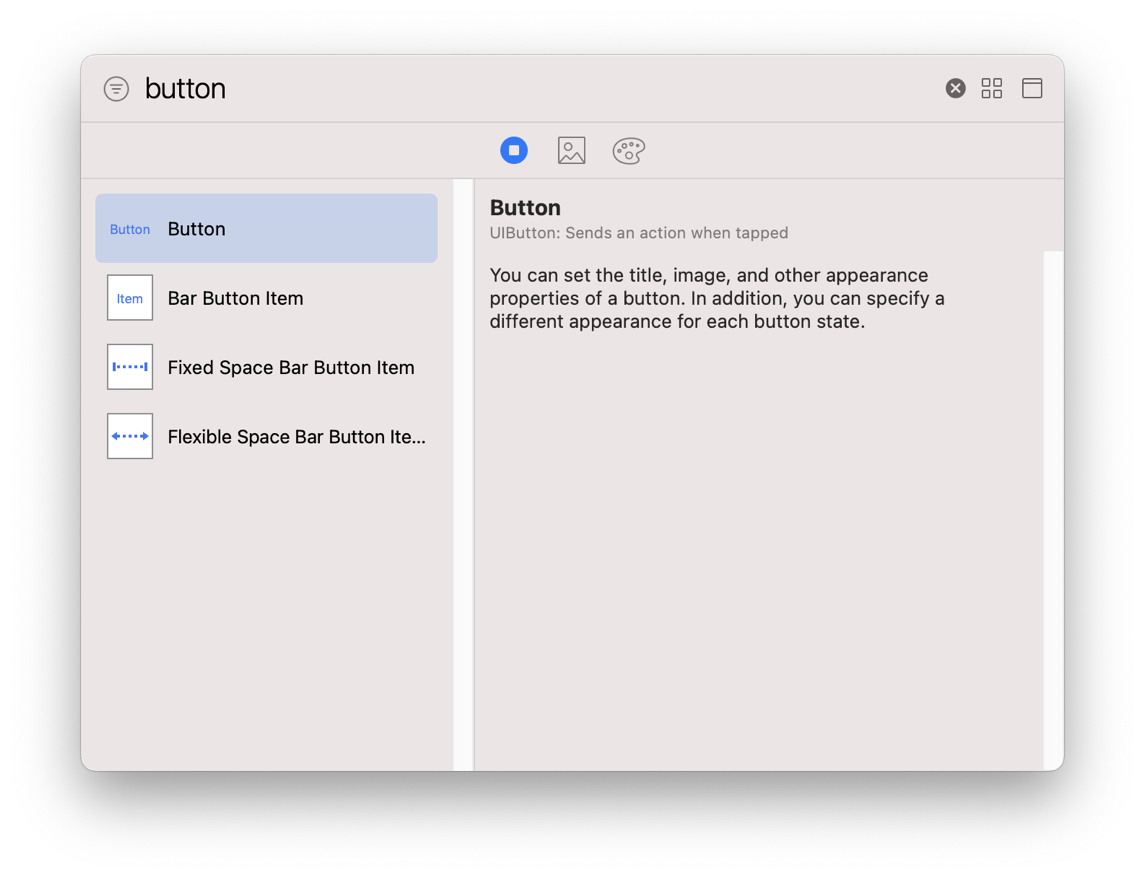 button
Button Button
Item Bar Button Item
Fixed Space Bar Button Item
Flexible Space Bar Button Ite...
Button
UIButton: Sends an action when tapped
You can set the title, image, and other appearance
properties of a button. In addition, you can specify a
different appearance for each button state.